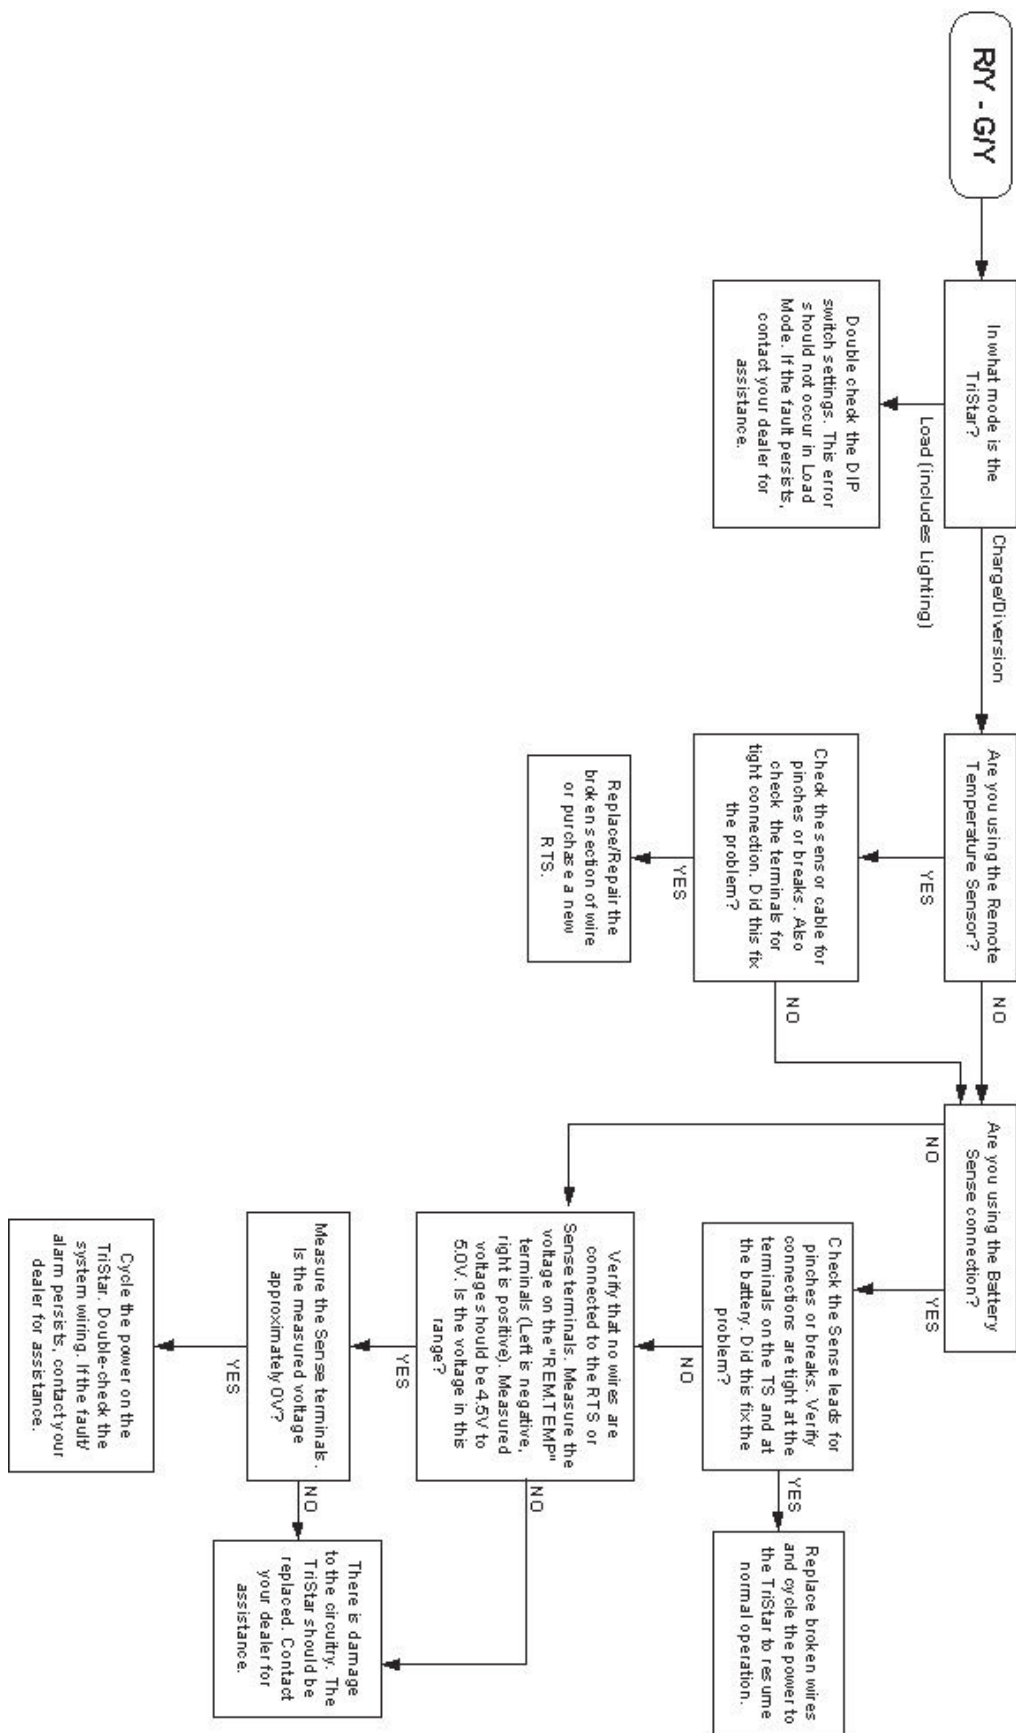 R/Y - G/Y
In what mode is the
TriStar?
Load (includes Lighting)
Charge/Diversion
Double check the DIP
switch settings. This error
should not occur in Load
Mode. If the fault persists,
contact your dealer for
assistance.
Are you using the Remote
Temperature Sensor?
YES
NO
Check the sensor cable for
pinches or breaks. Also
check the terminals for
tight connection. Did this fix
the problem?
YES
NO
Replace/Repair the
broken section of wire
or purchase a new
RTS.
Are you using the Battery
Sense connection?
NO
YES
Check the Sense leads for
pinches or breaks. Verify
connections are tight at the
terminals on the TS and at
the battery. Did this fix the
problem?
NO
YES
Replace broken wires
and cycle the power to
the TriStar to resume
normal operation.
Verify that no wires are
connected to the RTS or
Sense terminals. Measure the
voltage on the "REM.TEMP"
terminals (Left is negative,
right is positive). Measured
voltage should be 4.5V to
5.0V. Is the voltage in this
range?
YES
NO
Measure the Sense terminals.
Is the measured voltage
approximately 0V?
YES
NO
There is damage
to the circuitry. The
TriStar should be
replaced. Contact
your dealer for
assistance.
Cycle the power on the
TriStar. Double-check the
system wiring. If the fault/
alarm persists, contact your
dealer for assistance.